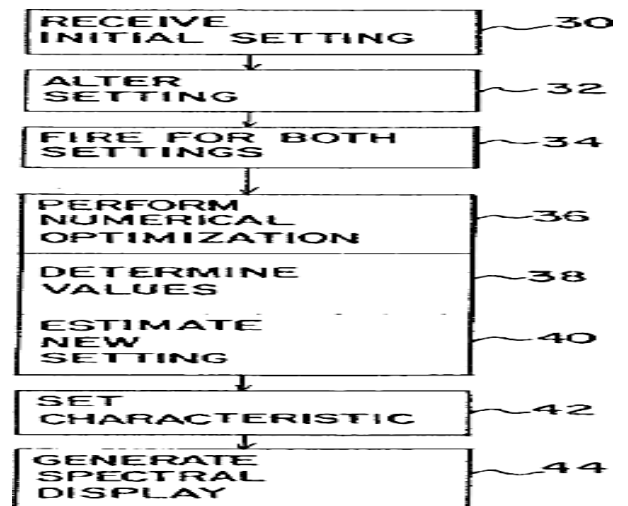 RECEIVE
INITIAL SETTING
30
ALTER
SETTING
32
FIRE FOR BOTH
SETTINGS
34
PERFORM
NUMERICAL
OPTIMIZATION
36
DETERMINE
VALUES
38
ESTIMATE
NEW
SETTING
40
SET
CHARACTERISTIC
42
GENERATE
SPECTRAL
DISPLAY
44